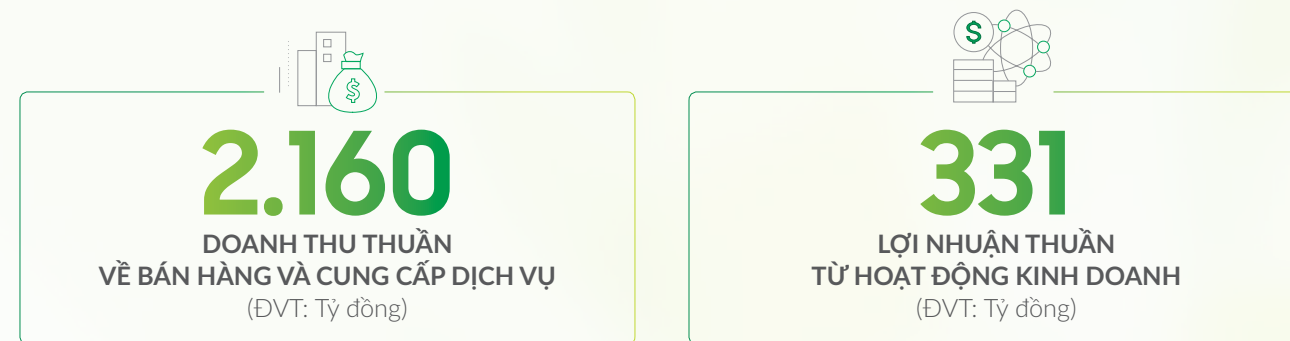 2.160
DOANH THU THUẦN
VỀ BÁN HÀNG VÀ CUNG CẤP DỊCH VỤ
(ĐVT: Tỷ đồng)
331
LỢI NHUẬN THUẦN
TỪ HOẠT ĐỘNG KINH DOANH
(ĐVT: Tỷ đồng)